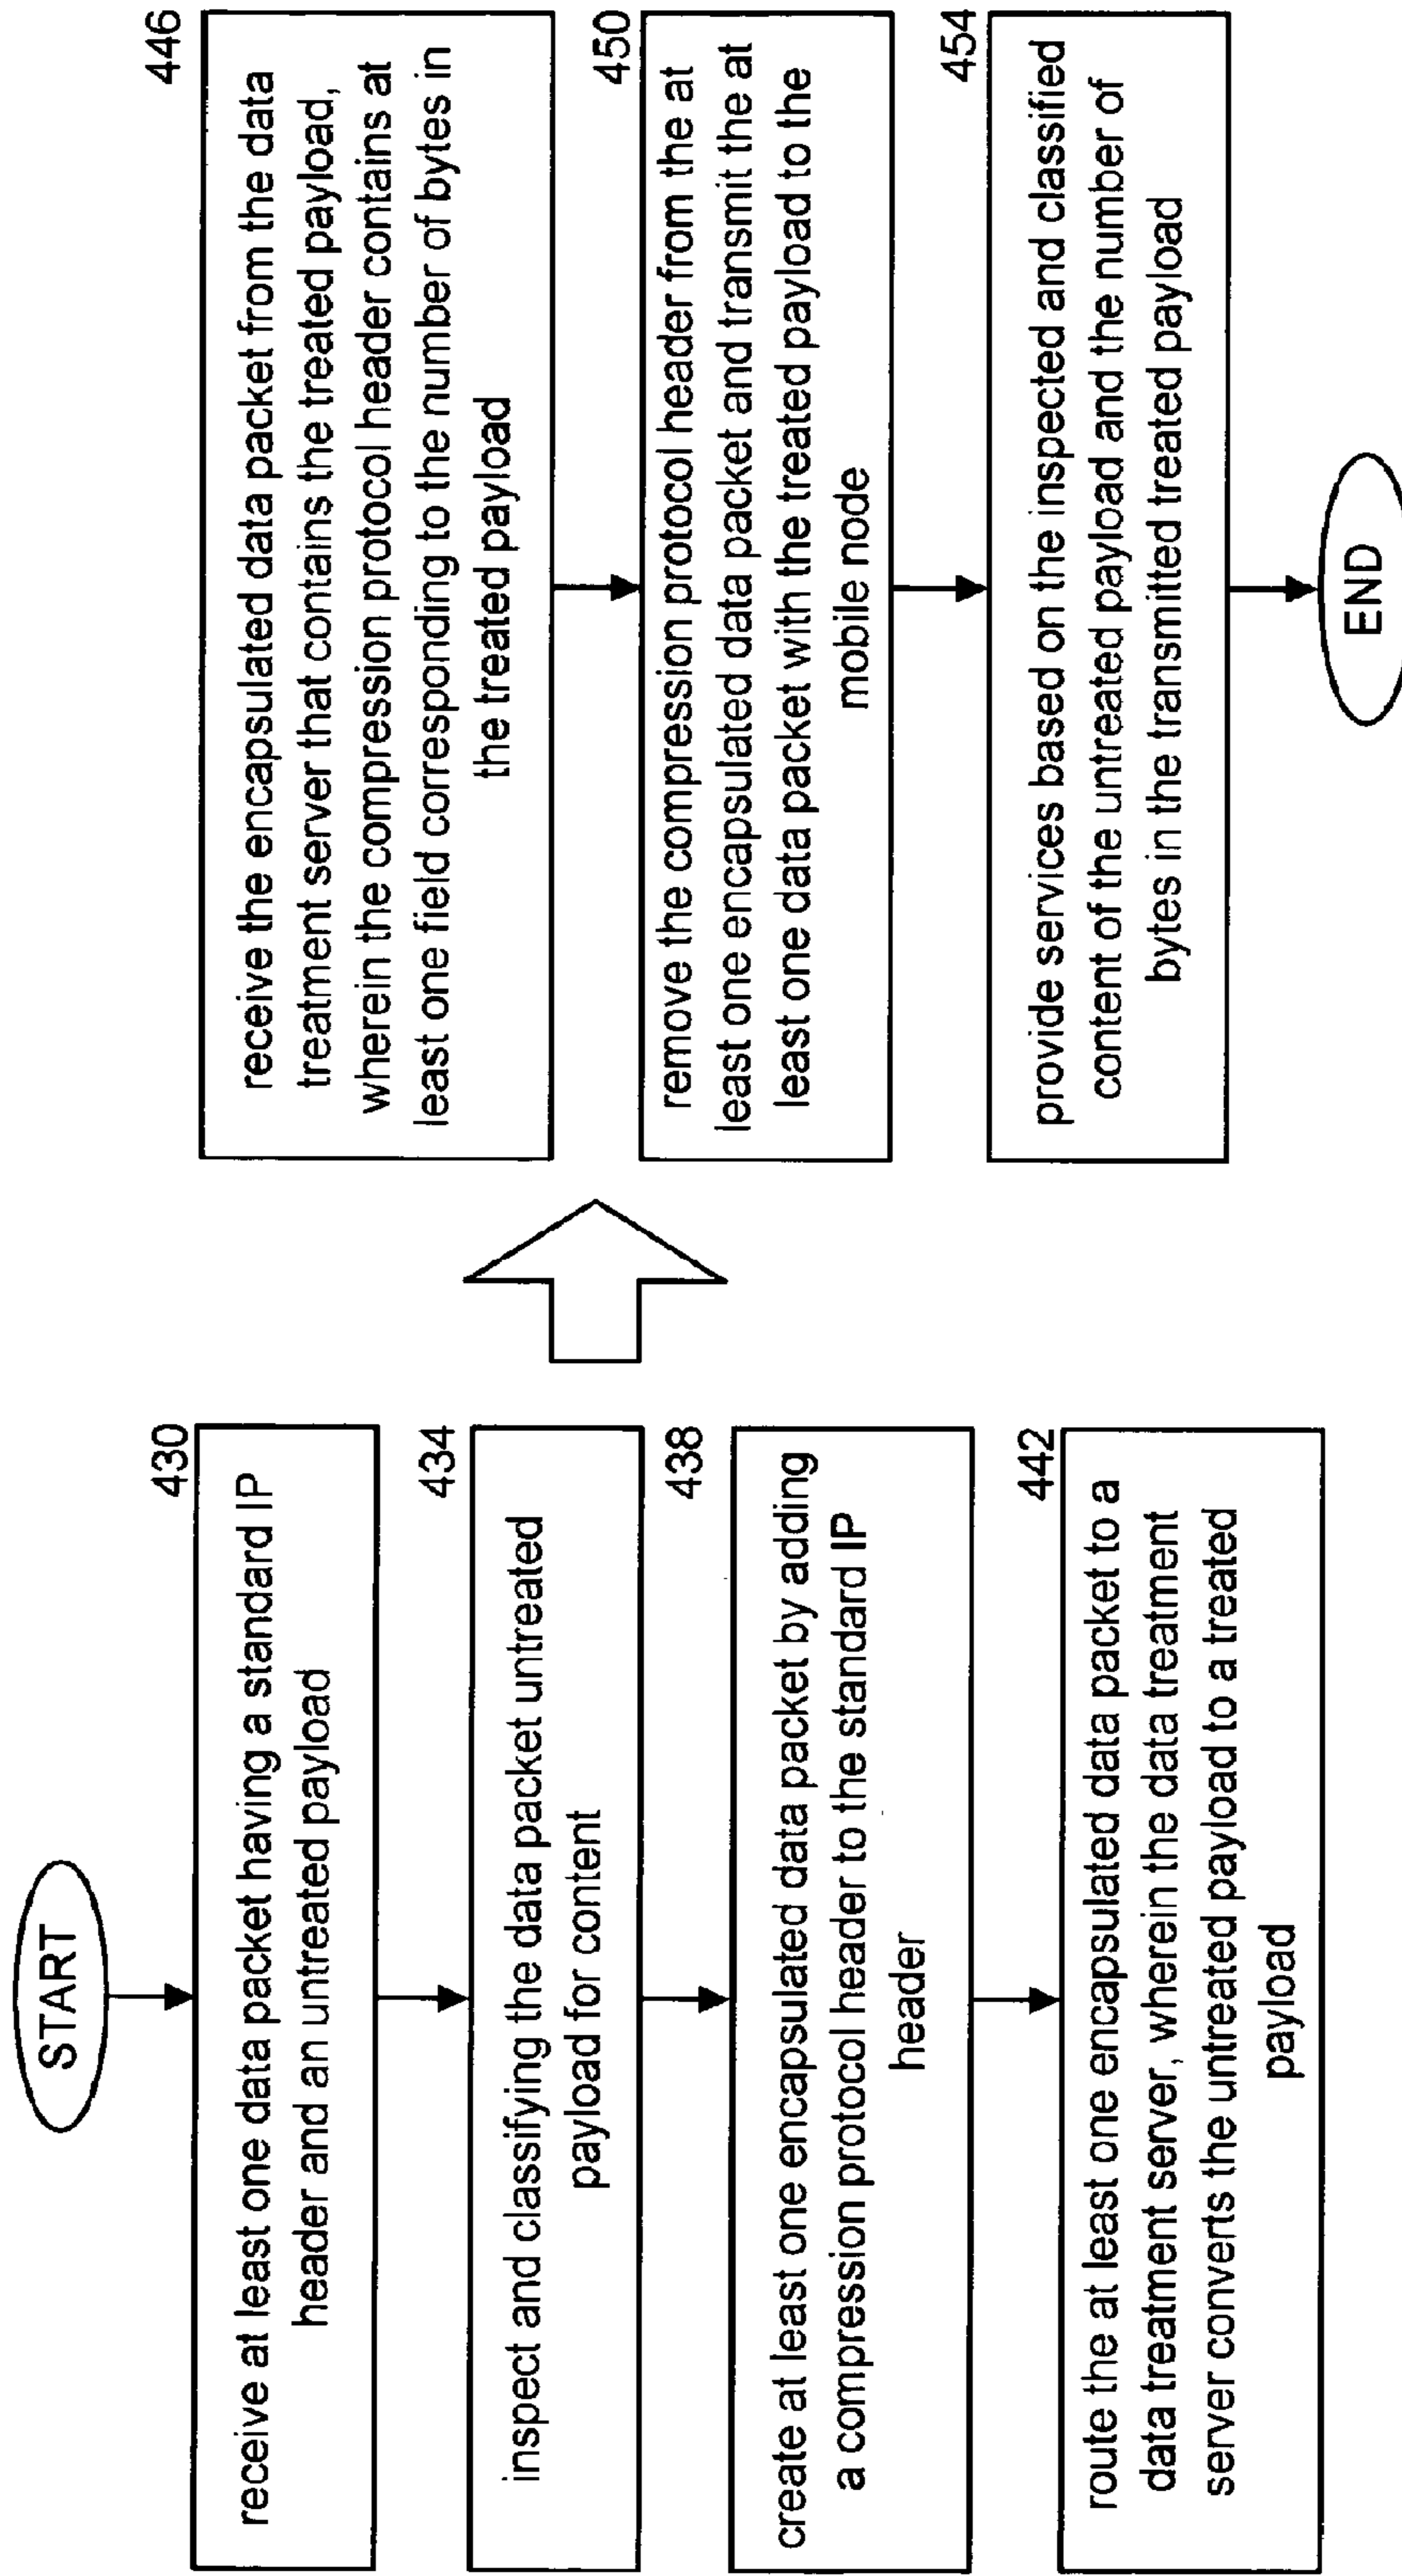 START
430
receive at least one data packet having a standard IP
header and an untreated payload
434
inspect and classifying the data packet untreated
payload for content
438
create at least one encapsulated data packet by adding
a compression protocol header to the standard IP
header
442
route the at least one encapsulated data packet to a
data treatment server, wherein the data treatment
server converts the untreated payload to a treated
payload
446
receive the encapsulated data packet from the data
treatment server that contains the treated payload,
wherein the compression protocol header contains at
least one field corresponding to the number of bytes in
the treated payload
450
remove the compression protocol header from the at
least one encapsulated data packet and transmit the at
least one data packet with the treated payload to the
mobile node
454
provide services based on the inspected and classified
content of the untreated payload and the number of
bytes in the transmitted treated payload
END